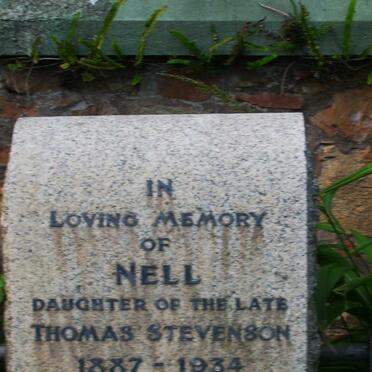 IN
LOVING MEMORY
OF
NELL
DAUGHTER OF THE LATE
THOMAS STEVENSON
1887 - 1934